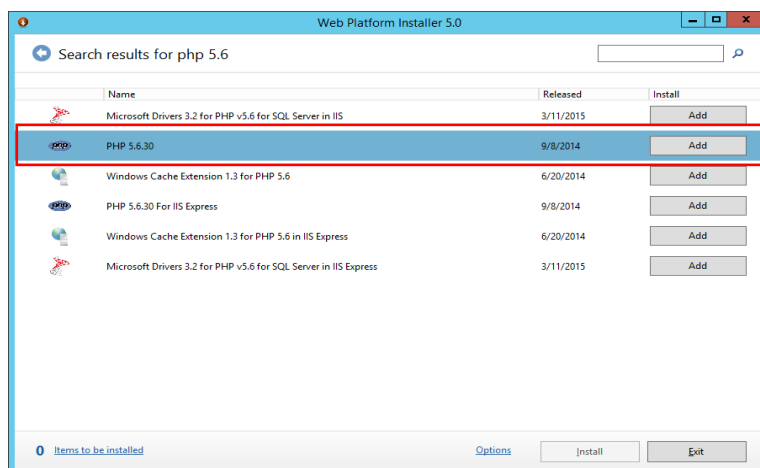 Web Platform Installer 5.0
Search results for php 5.6
Name Released Install
Microsoft Drivers 3.2 for PHP v5.6 for SQL Server in IIS 3/11/2015 Add
php PHP 5.6.30 9/8/2014 Add
Windows Cache Extension 1.3 for PHP 5.6 6/20/2014 Add
php PHP 5.6.30 For IIS Express 9/8/2014 Add
Windows Cache Extension 1.3 for PHP 5.6 in IIS Express 6/20/2014 Add
Microsoft Drivers 3.2 for PHP v5.6 for SQL Server in IIS Express 3/11/2015 Add
0 Items to be installed Options Install Exit